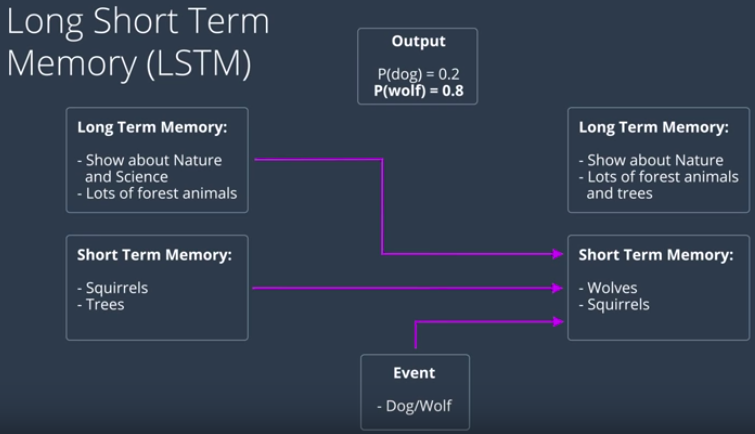 Long Short Term
Memory (LSTM)
Output
P(dog) = 0.2
P(wolf) = 0.8
Long Term Memory:
- Show about Nature
and Science
- Lots of forest animals
Long Term Memory:
- Show about Nature
- Lots of forest animals
and trees
Short Term Memory:
- Squirrels
- Trees
Short Term Memory:
- Wolves
- Squirrels
Event
- Dog/Wolf